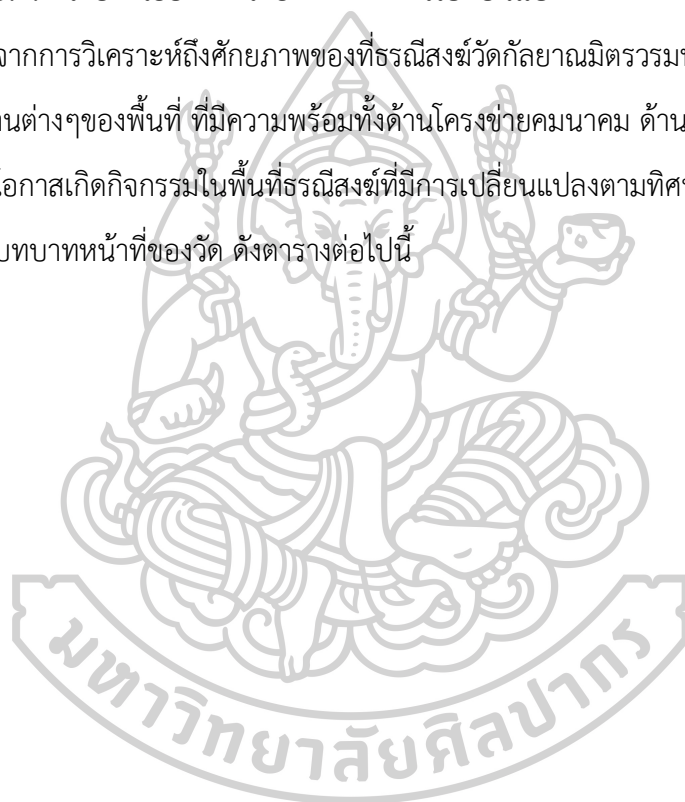 จากการวิเคราะห์ถึงศักยภาพของที่ธรณีสงฆ์วัดกัลยาณมิตรวรม
นต่างๆของพื้นที่ ที่มีความพร้อมทั้งด้านโครงข่ายคมนาคม ด้าน
อกาสเกิดกิจกรรมในพื้นที่ธรณีสงฆ์ที่มีการเปลี่ยนแปลงตามทิศ
บทบาทหน้าที่ของวัด ดังตารางต่อไปนี้
มหาวิทยาลัยศิลปากร